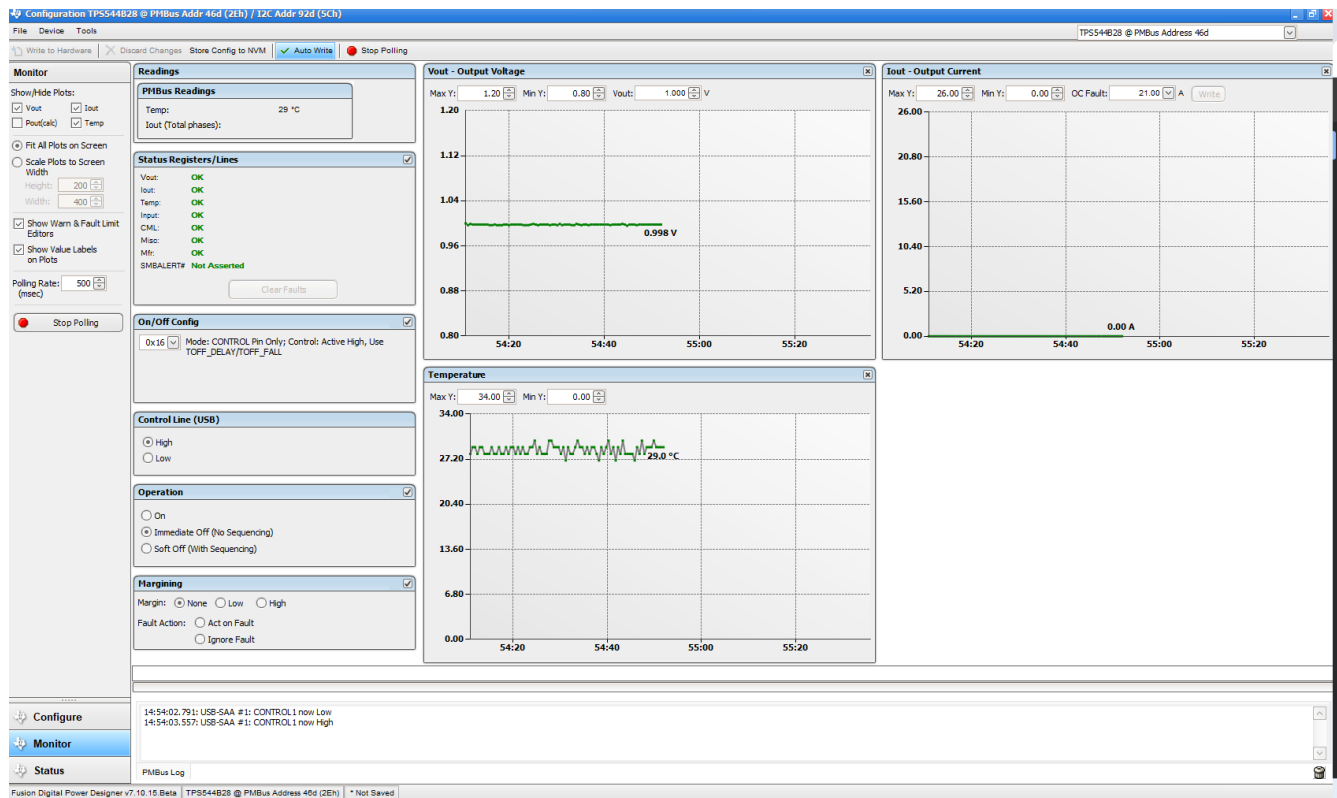 Configuration TPS544B28 @ PMBus Addr 46d (2Eh) / I2C Addr 92d (5Ch)
File Device Tools
TPS544B28 @ PMBus Address 46d
Write to Hardware Discard Changes Store Config to NVM Auto Write Stop Polling
Monitor
Show/Hide Plots:
Vout Iout
Pout(calc) Temp
Fit All Plots on Screen
Scale Plots to Screen
Width
Height: 200
Width: 400
Show Warn & Fault Limit
Editors
Show Value Labels
on Plots
Polling Rate: 500
(msec)
Stop Polling
Readings
PMBus Readings
Temp: 29 °C
Iout (Total phases):
Status Registers/Lines
Vout: OK
Iout: OK
Temp: OK
Input: OK
CML: OK
Misc: OK
Mfr: OK
SMBALERT# Not Asserted
Clear Faults
On/Off Config
0x16 Mode: CONTROL Pin Only; Control: Active High, Use
TOFF_DELAY/TOFF_FALL
Control Line (USB)
High
Low
Operation
On
Immediate Off (No Sequencing)
Soft Off (With Sequencing)
Margining
Margin: None Low High
Fault Action: Act on Fault
Ignore Fault
Vout - Output Voltage
Max Y: 1.20 Min Y: 0.80 Vout: 1.000 V
1.20
1.12
1.04
0.998 V
0.96
0.88
0.80
54:20 54:40 55:00 55:20
Iout - Output Current
Max Y: 26.00 Min Y: 0.00 OC Fault: 21.00 A Write
26.00
20.80
15.60
10.40
5.20
0.00 A
0.00
54:20 54:40 55:00 55:20
Temperature
Max Y: 34.00 Min Y: 0.00
34.00
29.0 °C
27.20
20.40
13.60
6.80
0.00
54:20 54:40 55:00 55:20
Configure
Monitor
Status
14:54:02.791: USB-SAA #1: CONTROL1 now Low
14:54:03.557: USB-SAA #1: CONTROL1 now High
PMBus Log
Fusion Digital Power Designer v7.10.15.Beta TPS544B28 @ PMBus Address 46d (2Eh) * Not Saved